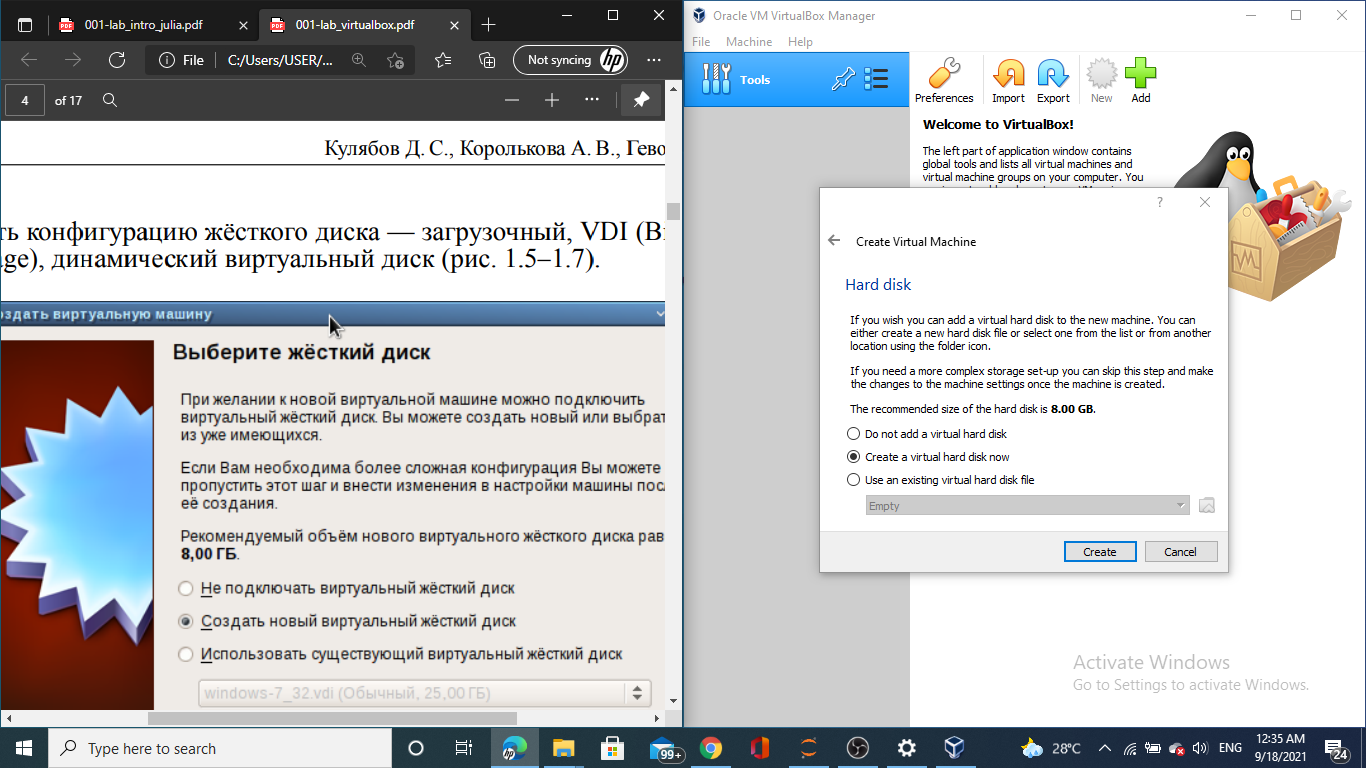 001-lab_intro_julia.pdf
001-lab_virtualbox.pdf
File
C:/Users/USER/...
Not syncing
4
of 17
Кулябов Д. С., Королькова А. В., Гево
ть конфигурацию жёсткого диска — загрузочный, VDI (B
age), динамический виртуальный диск (рис. 1.5–1.7).
оздать виртуальную машину
Выберите жёсткий диск
При желании к новой виртуальной машине можно подключить
виртуальный жёсткий диск. Вы можете создать новый или выбрат
из уже имеющихся.
Если Вам необходима более сложная конфигурация Вы можете
пропустить этот шаг и внести изменения в настройки машины посл
её создания.
Рекомендуемый объём нового виртуального жёсткого диска рав
8,00 ГБ.
Не подключать виртуальный жёсткий диск
Создать новый виртуальный жёсткий диск
Использовать существующий виртуальный жёсткий диск
windows-7_32.vdi (Обычный, 25,00 ГБ)
Oracle VM VirtualBox Manager
File Machine Help
Tools
Preferences Import Export New Add
Welcome to VirtualBox!
The left part of application window contains
global tools and lists all virtual machines and
virtual machine groups on your computer. You
?
Create Virtual Machine
Hard disk
If you wish you can add a virtual hard disk to the new machine. You can
either create a new hard disk file or select one from the list or from another
location using the folder icon.
If you need a more complex storage set-up you can skip this step and make
the changes to the machine settings once the machine is created.
The recommended size of the hard disk is 8.00 GB.
Do not add a virtual hard disk
Create a virtual hard disk now
Use an existing virtual hard disk file
Empty
Create Cancel
Activate Windows
Go to Settings to activate Windows.
Type here to search
99+
28°C
ENG
12:35 AM
9/18/2021
24